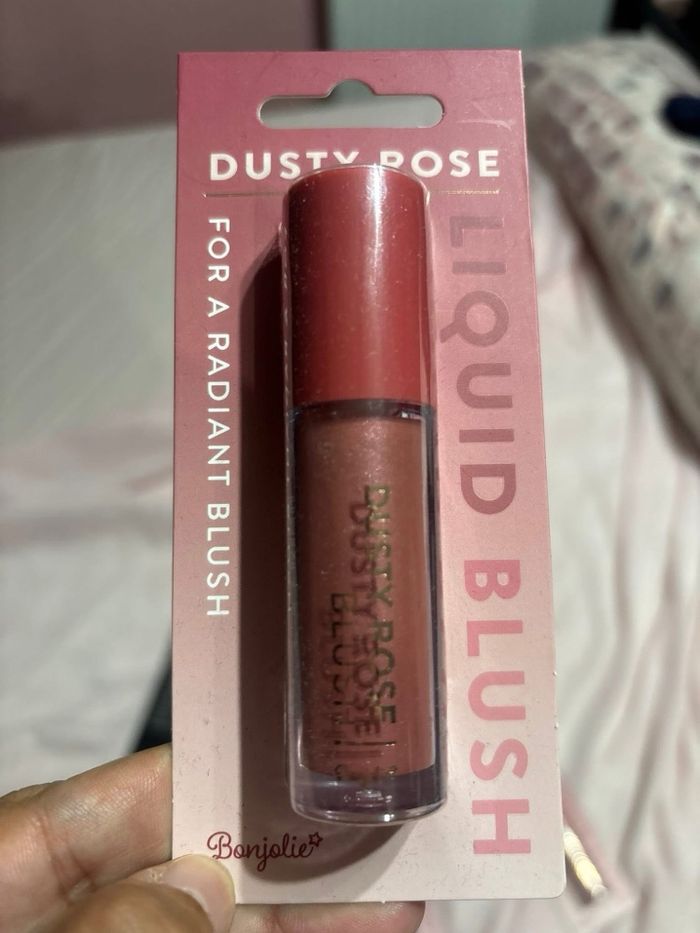 DUSTY ROSE
FOR A RADIANT BLUSH
LIQUID BLUSH
DUSTY ROSE
BLUSH
Bonjolie